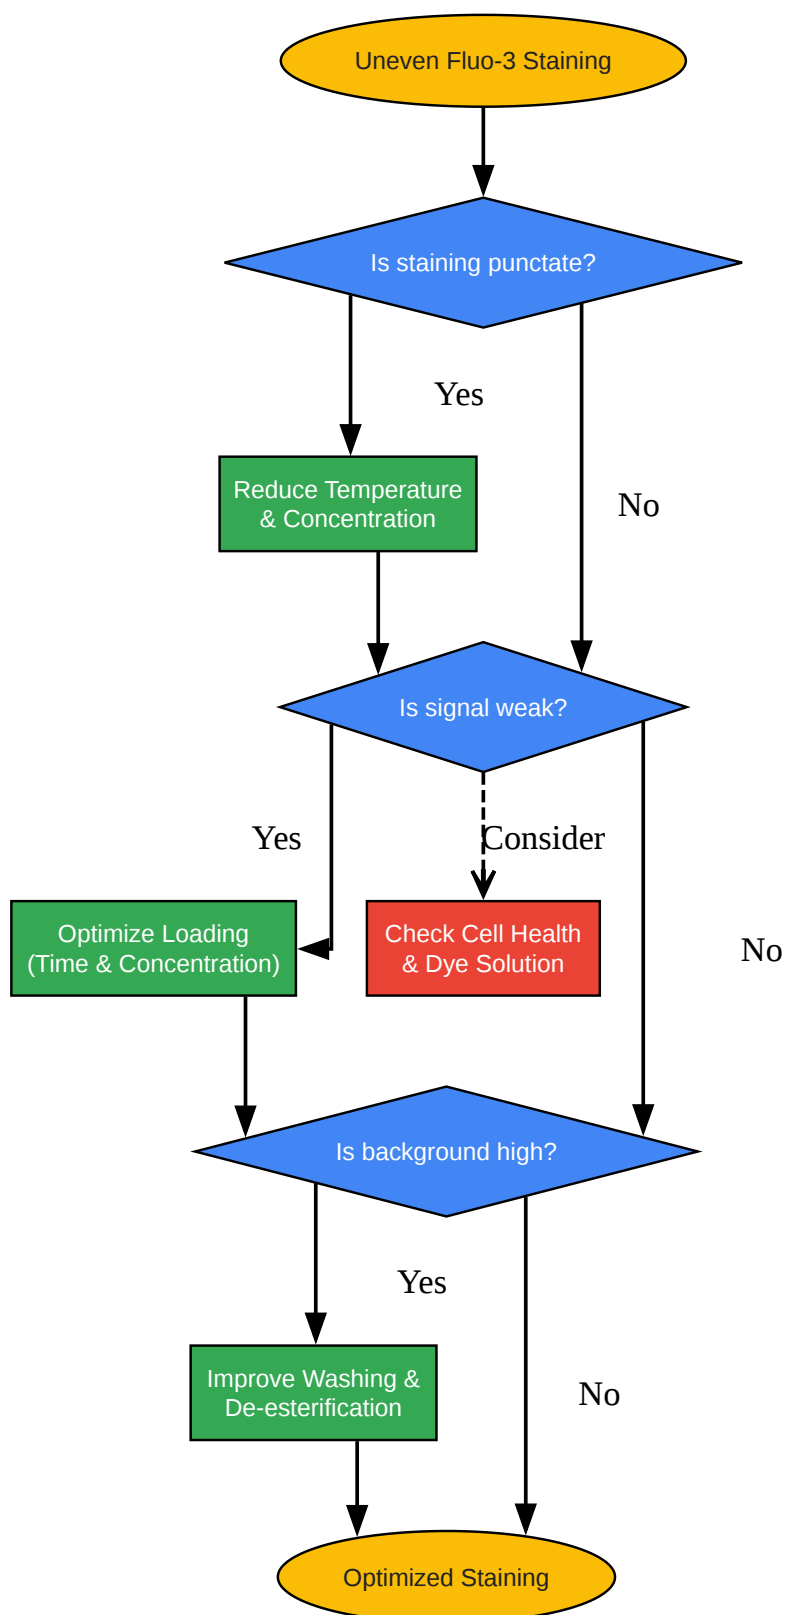 Uneven Fluo-3 Staining
Is staining punctate?
Yes
Reduce Temperature
& Concentration
No
Is signal weak?
Yes
Consider
Optimize Loading
(Time & Concentration)
Check Cell Health
& Dye Solution
No
Is background high?
Yes
Improve Washing &
De-esterification
No
Optimized Staining